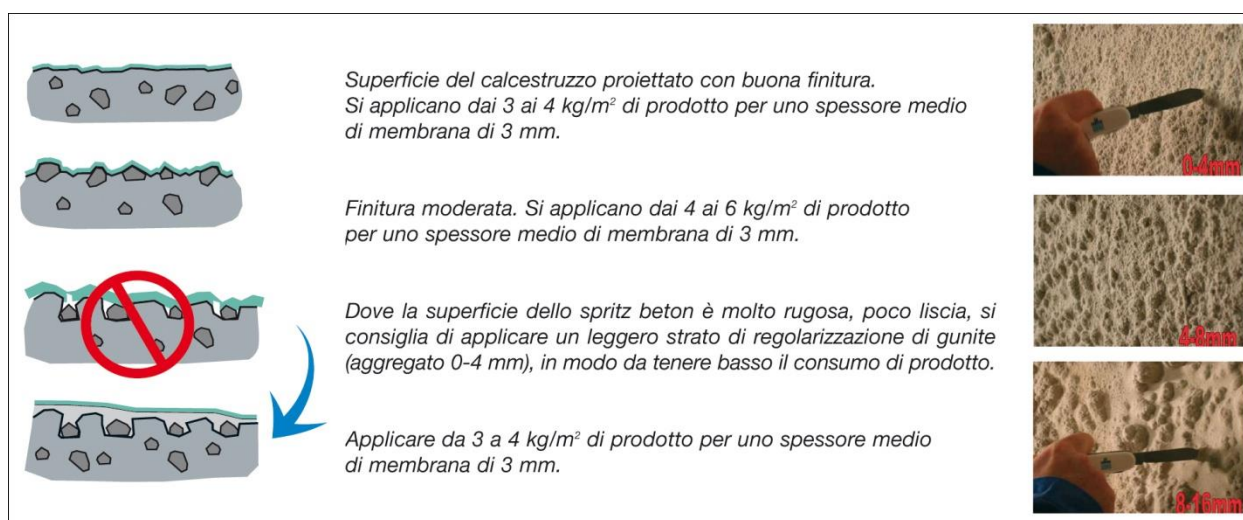 Superficie del calcestruzzo proiettato con buona finitura.
Si applicano dai 3 ai 4 kg/m² di prodotto per uno spessore medio
di membrana di 3 mm.
0-4mm
Finitura moderata. Si applicano dai 4 ai 6 kg/m² di prodotto
per uno spessore medio di membrana di 3 mm.
4-8mm
Dove la superficie dello spritz beton è molto rugosa, poco liscia, si
consiglia di applicare un leggero strato di regolarizzazione di gunite
(aggregato 0-4 mm), in modo da tenere basso il consumo di prodotto.
Applicare da 3 a 4 kg/m² di prodotto per uno spessore medio
di membrana di 3 mm.
8-16mm